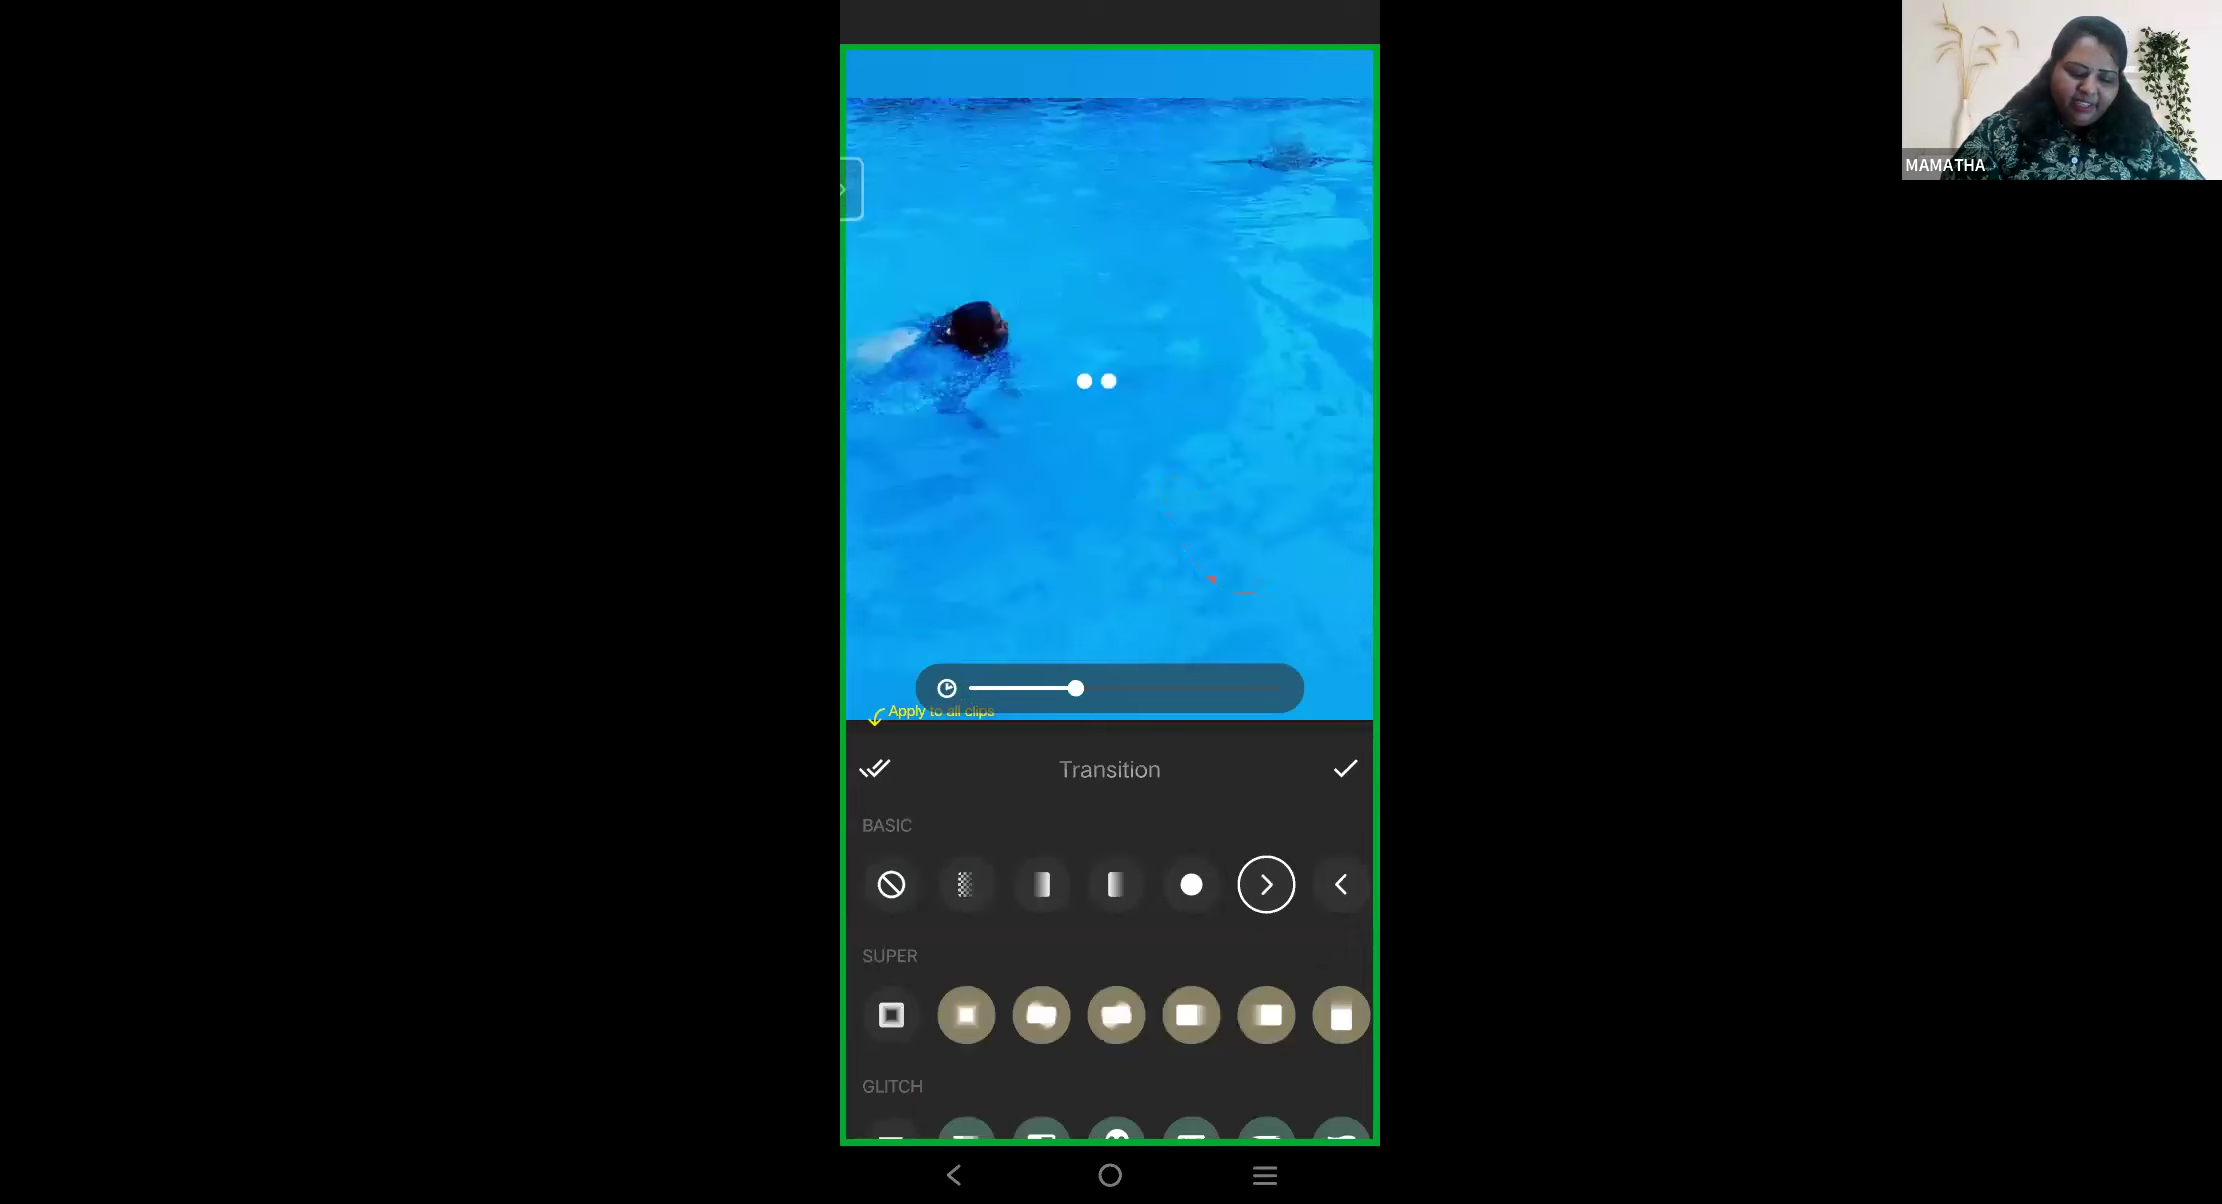 MAMATHA
Apply to all clips
Transition
BASIC
SUPER
GLITCH